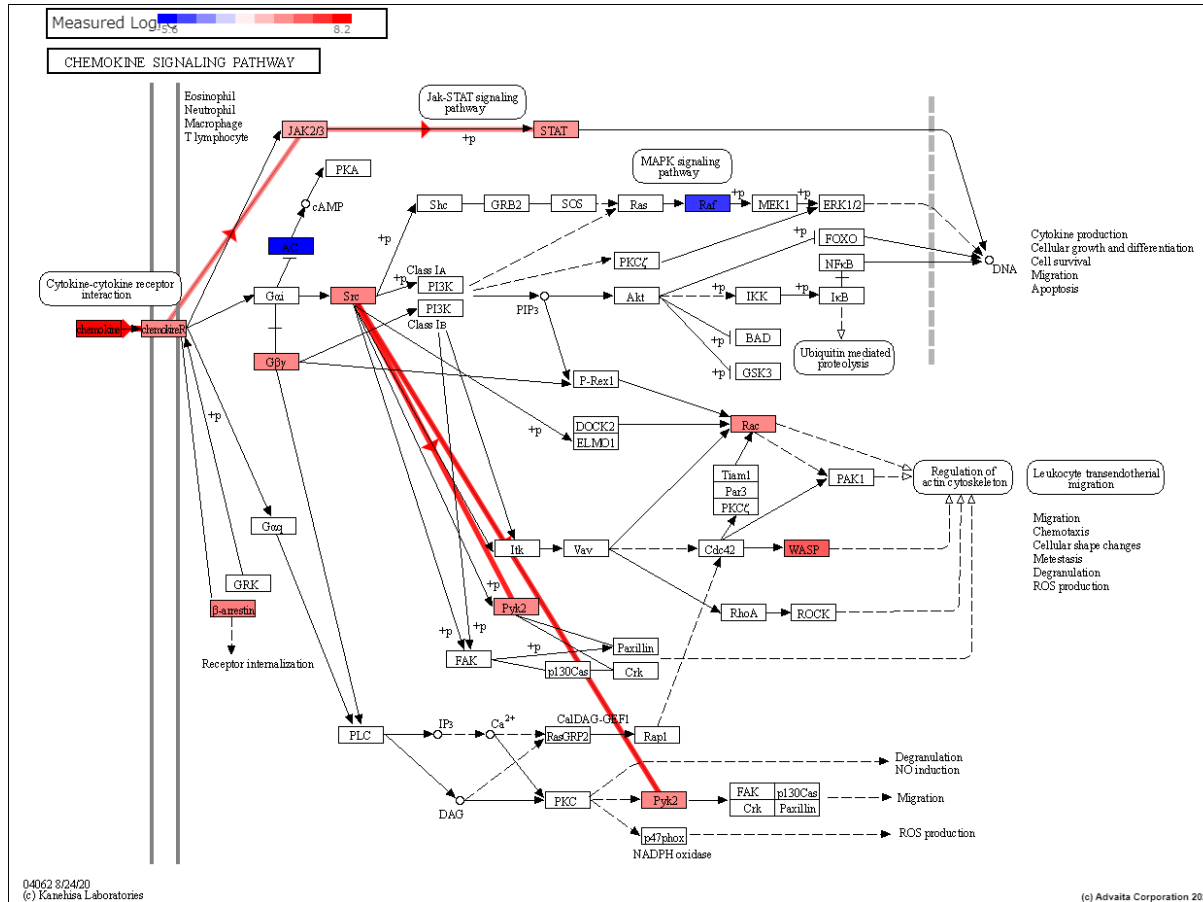 Measured Log
-5.6
8.2
CHEMOKINE SIGNALING PATHWAY
Eosinophil
Neutrophil
Macrophage
T lymphocyte
Jak-STAT signaling
pathway
JAK2/3
+p
STAT
PKA
cAMP
AC
MAPK signaling
pathway
Shc
GRB2
SOS
Ras
Raf
+p
MEK1
+p
ERK1/2
+p
+p
FOXO
Cytokine production
Cellular growth and differentiation
Cell survival
Migration
Apoptosis
PKCζ
NFκB
DNA
Cytokine-cytokine receptor
interaction
Class IA
+p
PI3K
Gαi
Src
PI3K
Class IB
PIP3
Akt
+p
IKK
+p
IκB
chemokine
chemokineR
+p
BAD
Ubiquitin mediated
proteolysis
Gβγ
P-Rex1
+p
GSK3
+p
+p
DOCK2
ELMO1
Rac
Tiam1
Par3
PKCζ
PAK1
Regulation of
actin cytoskeleton
Leukocyte transendotherial
migration
Gαq
Itk
Vav
Cdc42
WASP
Migration
Chemotaxis
Cellular shape changes
Metestasis
Degranulation
ROS production
GRK
+p
β-arrestin
Pyk2
RhoA
ROCK
+p
+p
Receptor internalization
FAK
+p
Paxillin
p130Cas
Crk
PLC
IP3
Ca2+
CalDAG-GEF1
RasGRP2
Rap1
Degranulation
NO induction
DAG
PKC
Pyk2
FAK
p130Cas
Crk
Paxillin
Migration
p47phox
NADPH oxidase
ROS production
04062 8/24/20
(c) Kanehisa Laboratories
(c) Advaita Corporation 20